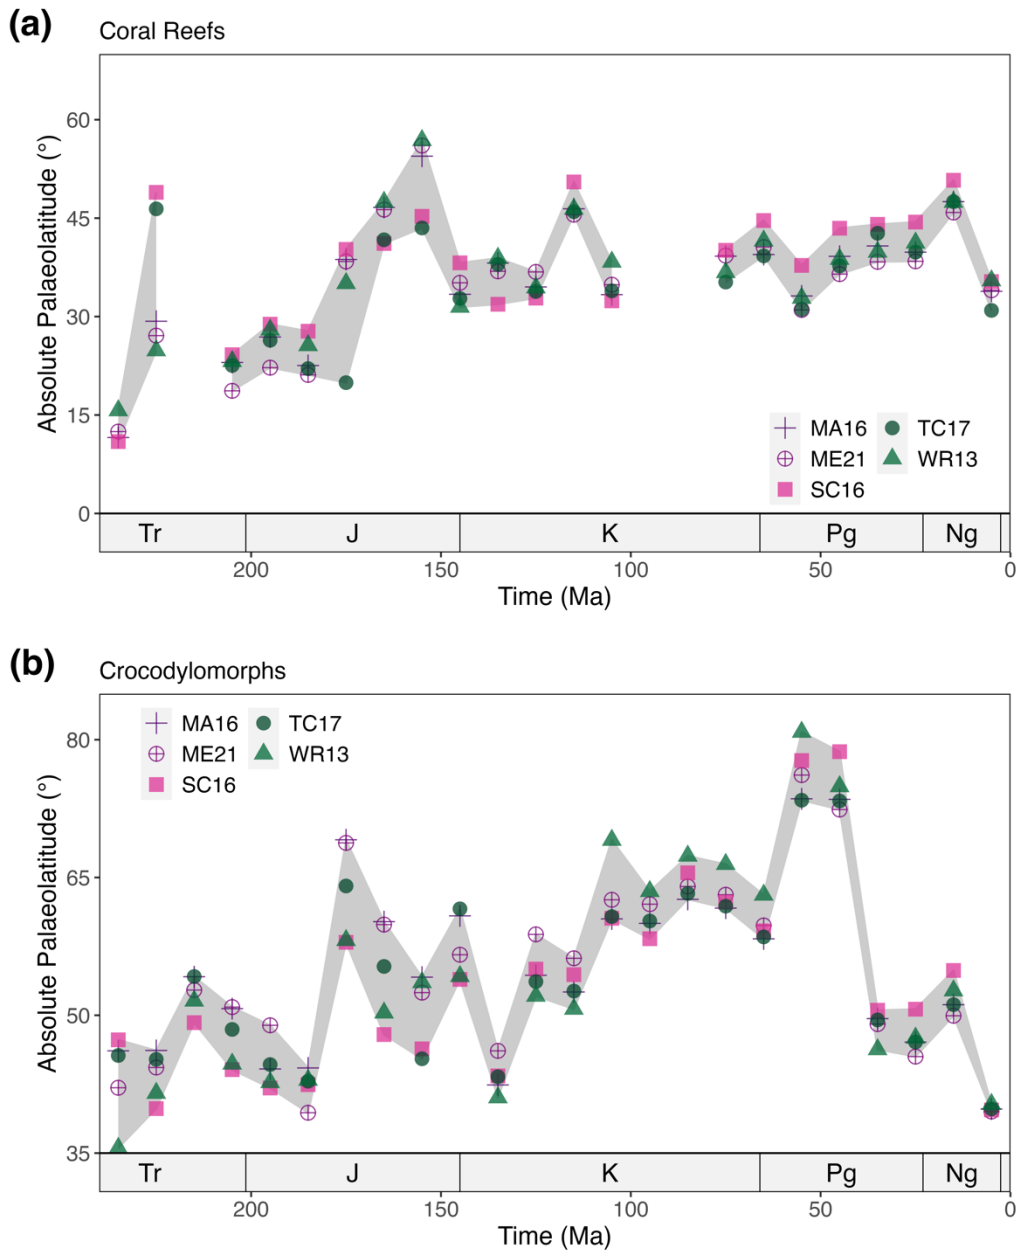 (a)
Coral Reefs
Absolute Palaeolatitude (°)
60
45
30
15
0
MA16 TC17
ME21 WR13
SC16
Tr J K Pg Ng
200 150 100 50 0
Time (Ma)
(b)
Crocodylomorphs
MA16 TC17
ME21 WR13
SC16
Absolute Palaeolatitude (°)
80
65
50
35
Tr J K Pg Ng
200 150 100 50 0
Time (Ma)